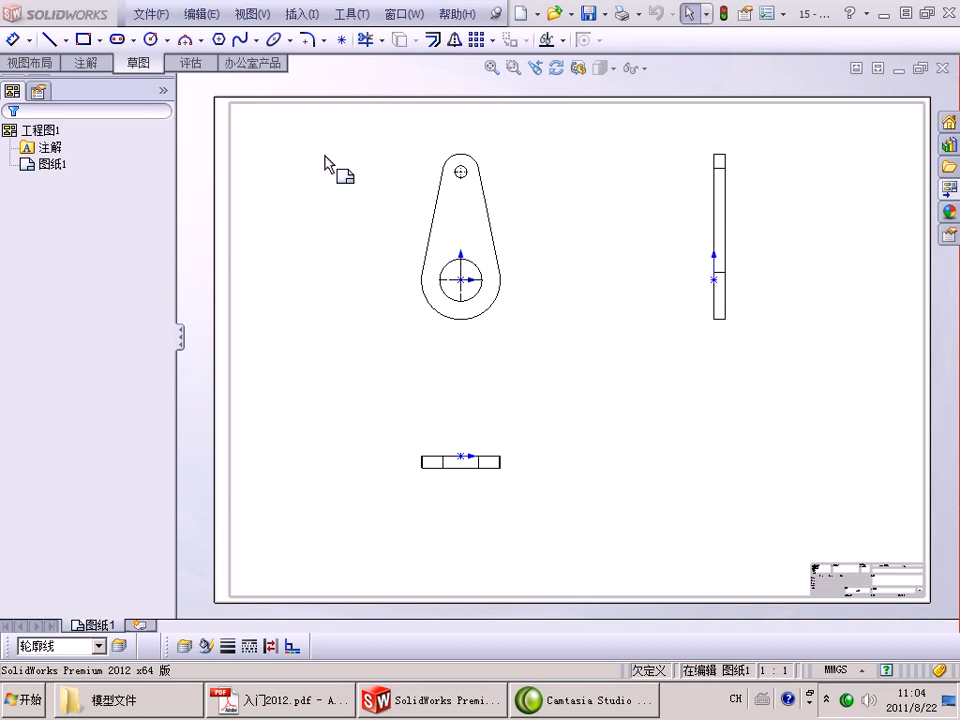 SOLIDWORKS 文件(F) 编辑(E) 视图(V) 插入(I) 工具(T) 窗口(W) 帮助(H) 15 - ...
视图布局 注解 草图 评估 办公室产品
工程图1
A 注解
图纸1
图纸1
轮廓线
SolidWorks Premium 2012 x64 版 欠定义 在编辑 图纸1 1 : 1 MMGS
开始 模型文件 入门2012.pdf - A... SolidWorks Premi... Camtasia Studio ... CH 11:04
2011/8/22